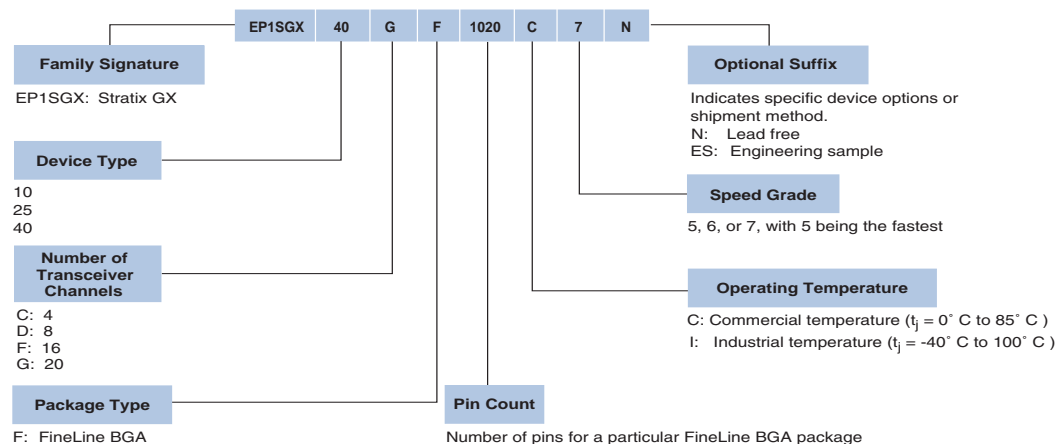 EP1SGX 40 G F 1020 C 7 N
Family Signature
EP1SGX: Stratix GX
Device Type
10
25
40
Number of
Transceiver
Channels
C: 4
D: 8
F: 16
G: 20
Package Type
F: FineLine BGA
Optional Suffix
Indicates specific device options or
shipment method.
N: Lead free
ES: Engineering sample
Speed Grade
5, 6, or 7, with 5 being the fastest
Operating Temperature
C: Commercial temperature (tj = 0˚ C to 85˚ C )
I: Industrial temperature (tj = -40˚ C to 100˚ C )
Pin Count
Number of pins for a particular FineLine BGA package